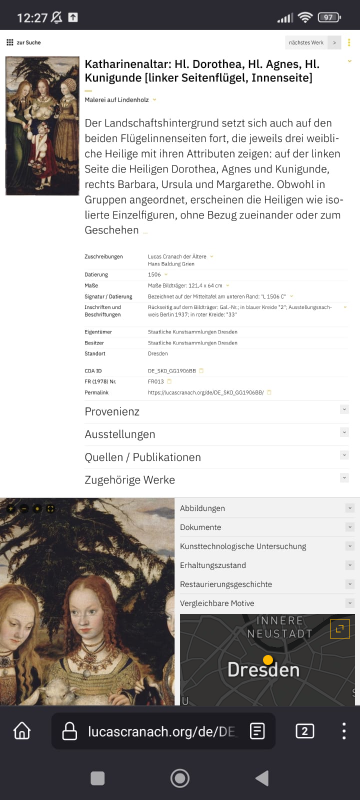 12:27
97
zur Suche
nächstes Werk >
Katharinenaltar: Hl. Dorothea, Hl. Agnes, Hl.
Kunigunde [linker Seitenflügel, Innenseite]
Malerei auf Lindenholz
Der Landschaftshintergrund setzt sich auch auf den
beiden Flügelinnenseiten fort, die jeweils drei weibli-
che Heilige mit ihren Attributen zeigen: auf der linken
Seite die Heiligen Dorothea, Agnes und Kunigunde,
rechts Barbara, Ursula und Margarethe. Obwohl in
Gruppen angeordnet, erscheinen die Heiligen wie iso-
lierte Einzelfiguren, ohne Bezug zueinander oder zum
Geschehen ...
Zuschreibungen Lucas Cranach der Ältere
Hans Baldung Grien
Datierung 1506
Maße Maße Bildträger: 121,4 x 64 cm
Signatur / Datierung Bezeichnet auf der Mitteltafel am unteren Rand: "L 1506 C"
Inschriften und Beschriftungen Rückseitig auf dem Bildträger: Gal.-Nr.; in blauer Kreide "2"; Ausstellungsnach-
weis Berlin 1937; in roter Kreide: "33"
Eigentümer Staatliche Kunstsammlungen Dresden
Besitzer Staatliche Kunstsammlungen Dresden
Standort Dresden
CDA ID DE_SKD_GG1906BB
FR (1978) Nr. FR013
Permalink https://lucascranach.org/de/DE_SKD_GG1906BB/
Provenienz
Ausstellungen
Quellen / Publikationen
Zugehörige Werke
Abbildungen
Dokumente
Kunsttechnologische Untersuchung
Erhaltungszustand
Restaurierungsgeschichte
Vergleichbare Motive
INNERE
NEUSTADT
Dresden
lucascranach.org/de/DE_
2